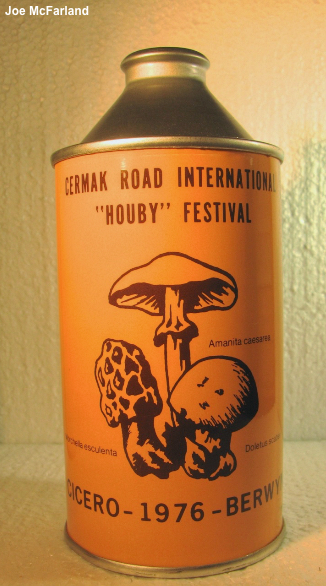 Joe McFarland
CERMAK ROAD INTERNATIONAL
"HOUBY" FESTIVAL
Amanita caesarea
esculenta
CICERO-1976-BERWY